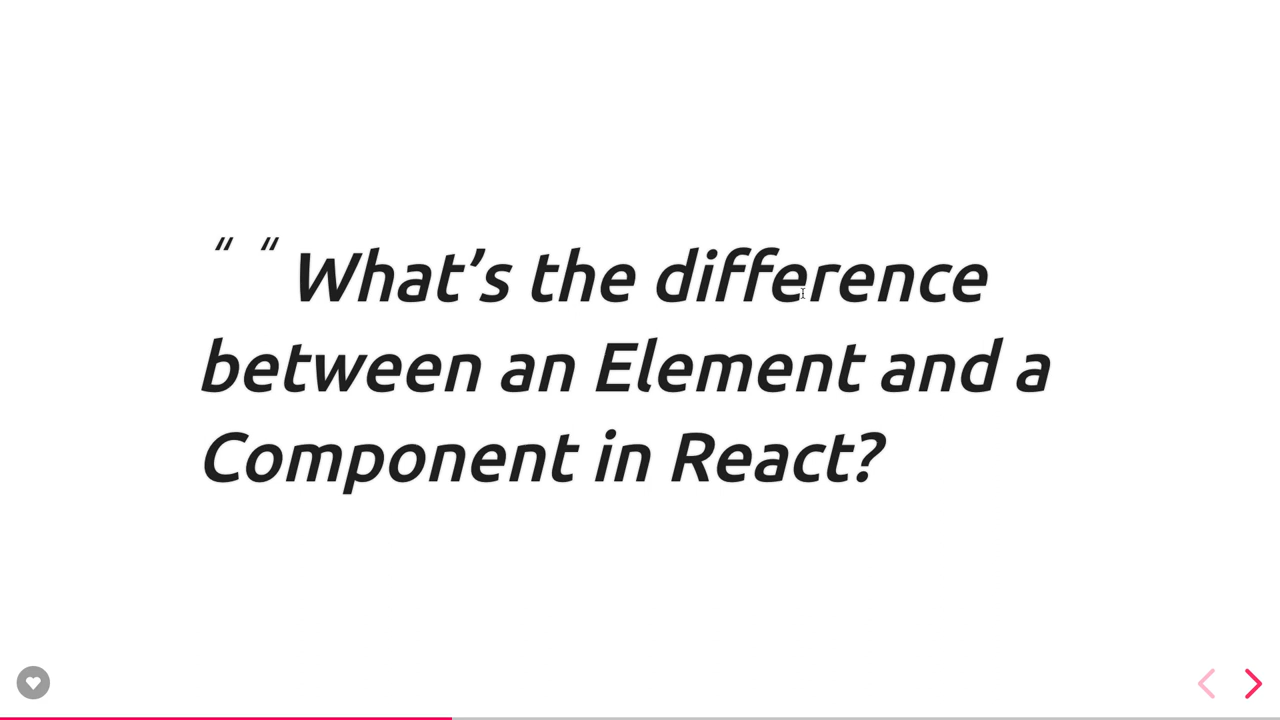 “ “ What’s the difference
between an Element and a
Component in React?